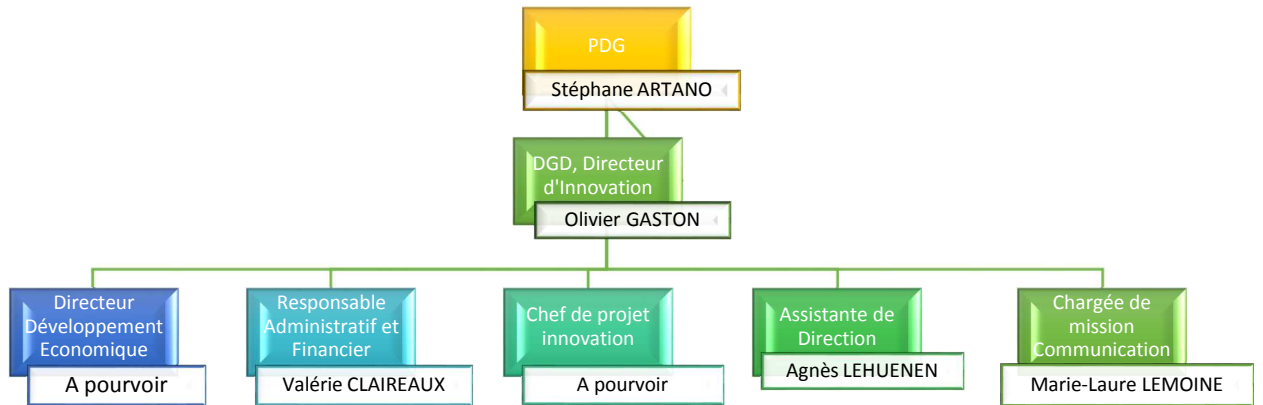 PDG
Stéphane ARTANO
DGD, Directeur
d'Innovation
Olivier GASTON
Directeur
Développement
Economique
A pourvoir
Responsable
Administratif et
Financier
Valérie CLAIREAUX
Chef de projet
innovation
A pourvoir
Assistante de
Direction
Agnès LEHUENEN
Chargée de
mission
Communication
Marie-Laure LEMOINE